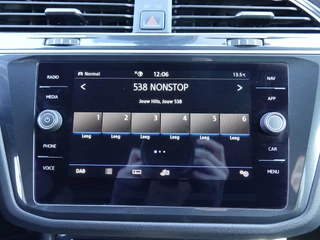 RADIO
MEDIA
PHONE
VOICE
Normal 12:06 13.5°C
538 NONSTOP
Jouw Hits, Jouw 538
1 2 3 4 5 6
Leeg Leeg Leeg Leeg Leeg Leeg
DAB
NAV
APP
CAR
MENU